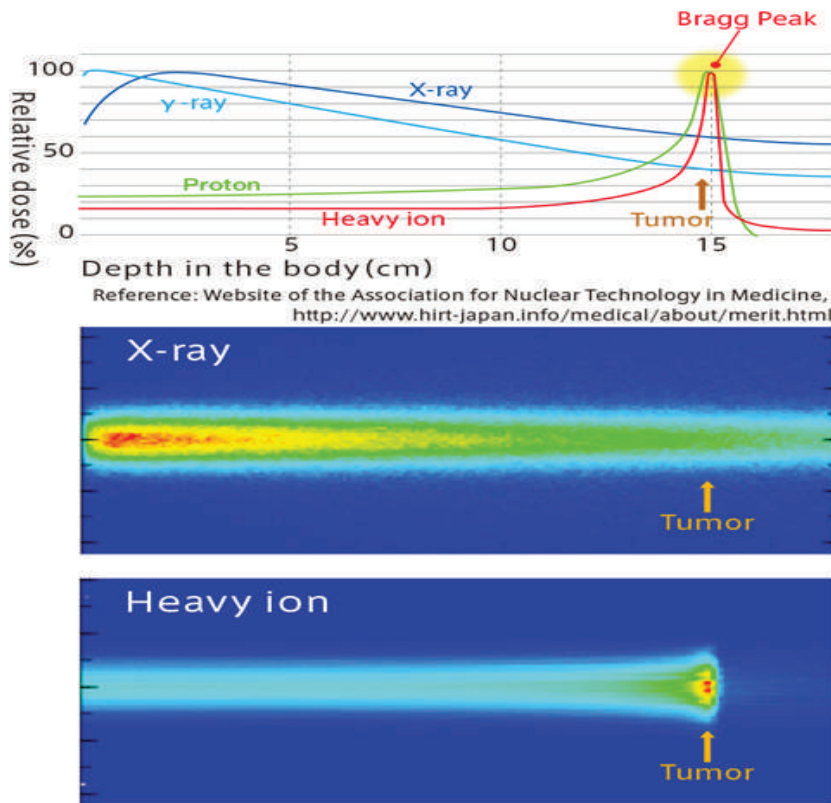 Bragg Peak
100
X-ray
γ-ray
Relative dose(%)
50
Proton
Heavy ion
Tumor
0
5
10
15
Depth in the body(cm)
Reference: Website of the Association for Nuclear Technology in Medicine,
http://www.hirt-japan.info/medical/about/merit.html
X-ray
Tumor
Heavy ion
Tumor